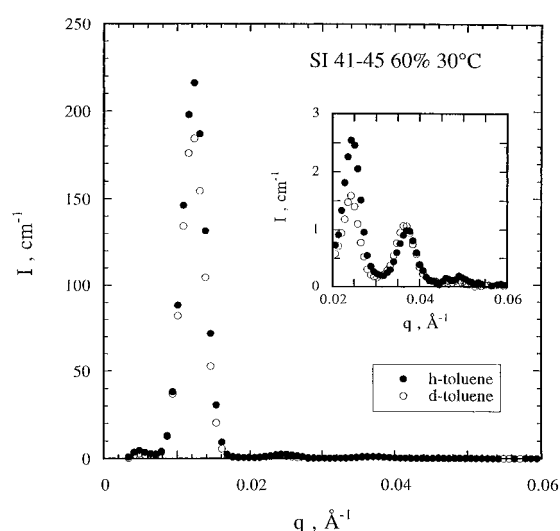 SI 41-45 60% 30°C
250
200
150
100
50
0
I , cm⁻¹
0
0.02
0.04
0.06
q , Å⁻¹
3
2
1
0
I , cm⁻¹
0.02
0.04
0.06
q , Å⁻¹
h-toluene
d-toluene